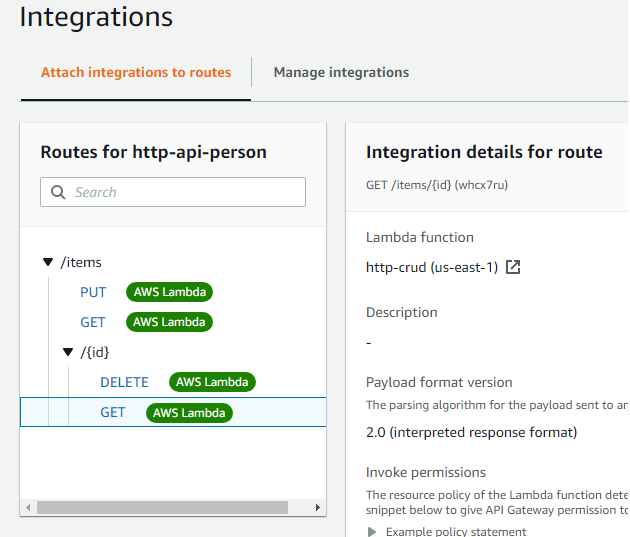 Integrations
Attach integrations to routes
Manage integrations
Routes for http-api-person
Search
/items
PUT AWS Lambda
GET AWS Lambda
/{id}
DELETE AWS Lambda
GET AWS Lambda
Integration details for route
GET /items/{id} (whcx7ru)
Lambda function
http-crud (us-east-1)
Description
-
Payload format version
The parsing algorithm for the payload sent to
2.0 (interpreted response format)
Invoke permissions
The resource policy of the Lambda function
snippet below to give API Gateway permission
Example policy statement